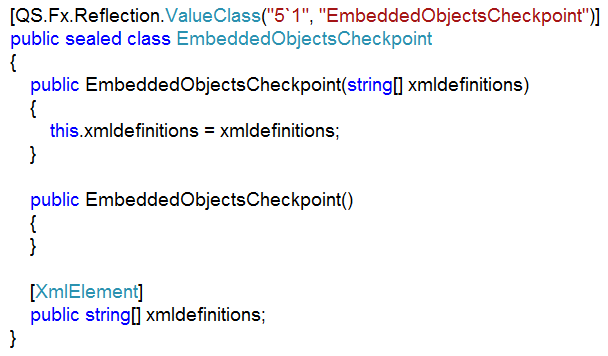 [QS.Fx.Reflection.ValueClass("5`1", "EmbeddedObjectsCheckpoint")]
public sealed class EmbeddedObjectsCheckpoint
{
    public EmbeddedObjectsCheckpoint(string[] xmldefinitions)
    {
        this.xmldefinitions = xmldefinitions;
    }

    public EmbeddedObjectsCheckpoint()
    {
    }

    [XmlElement]
    public string[] xmldefinitions;
}